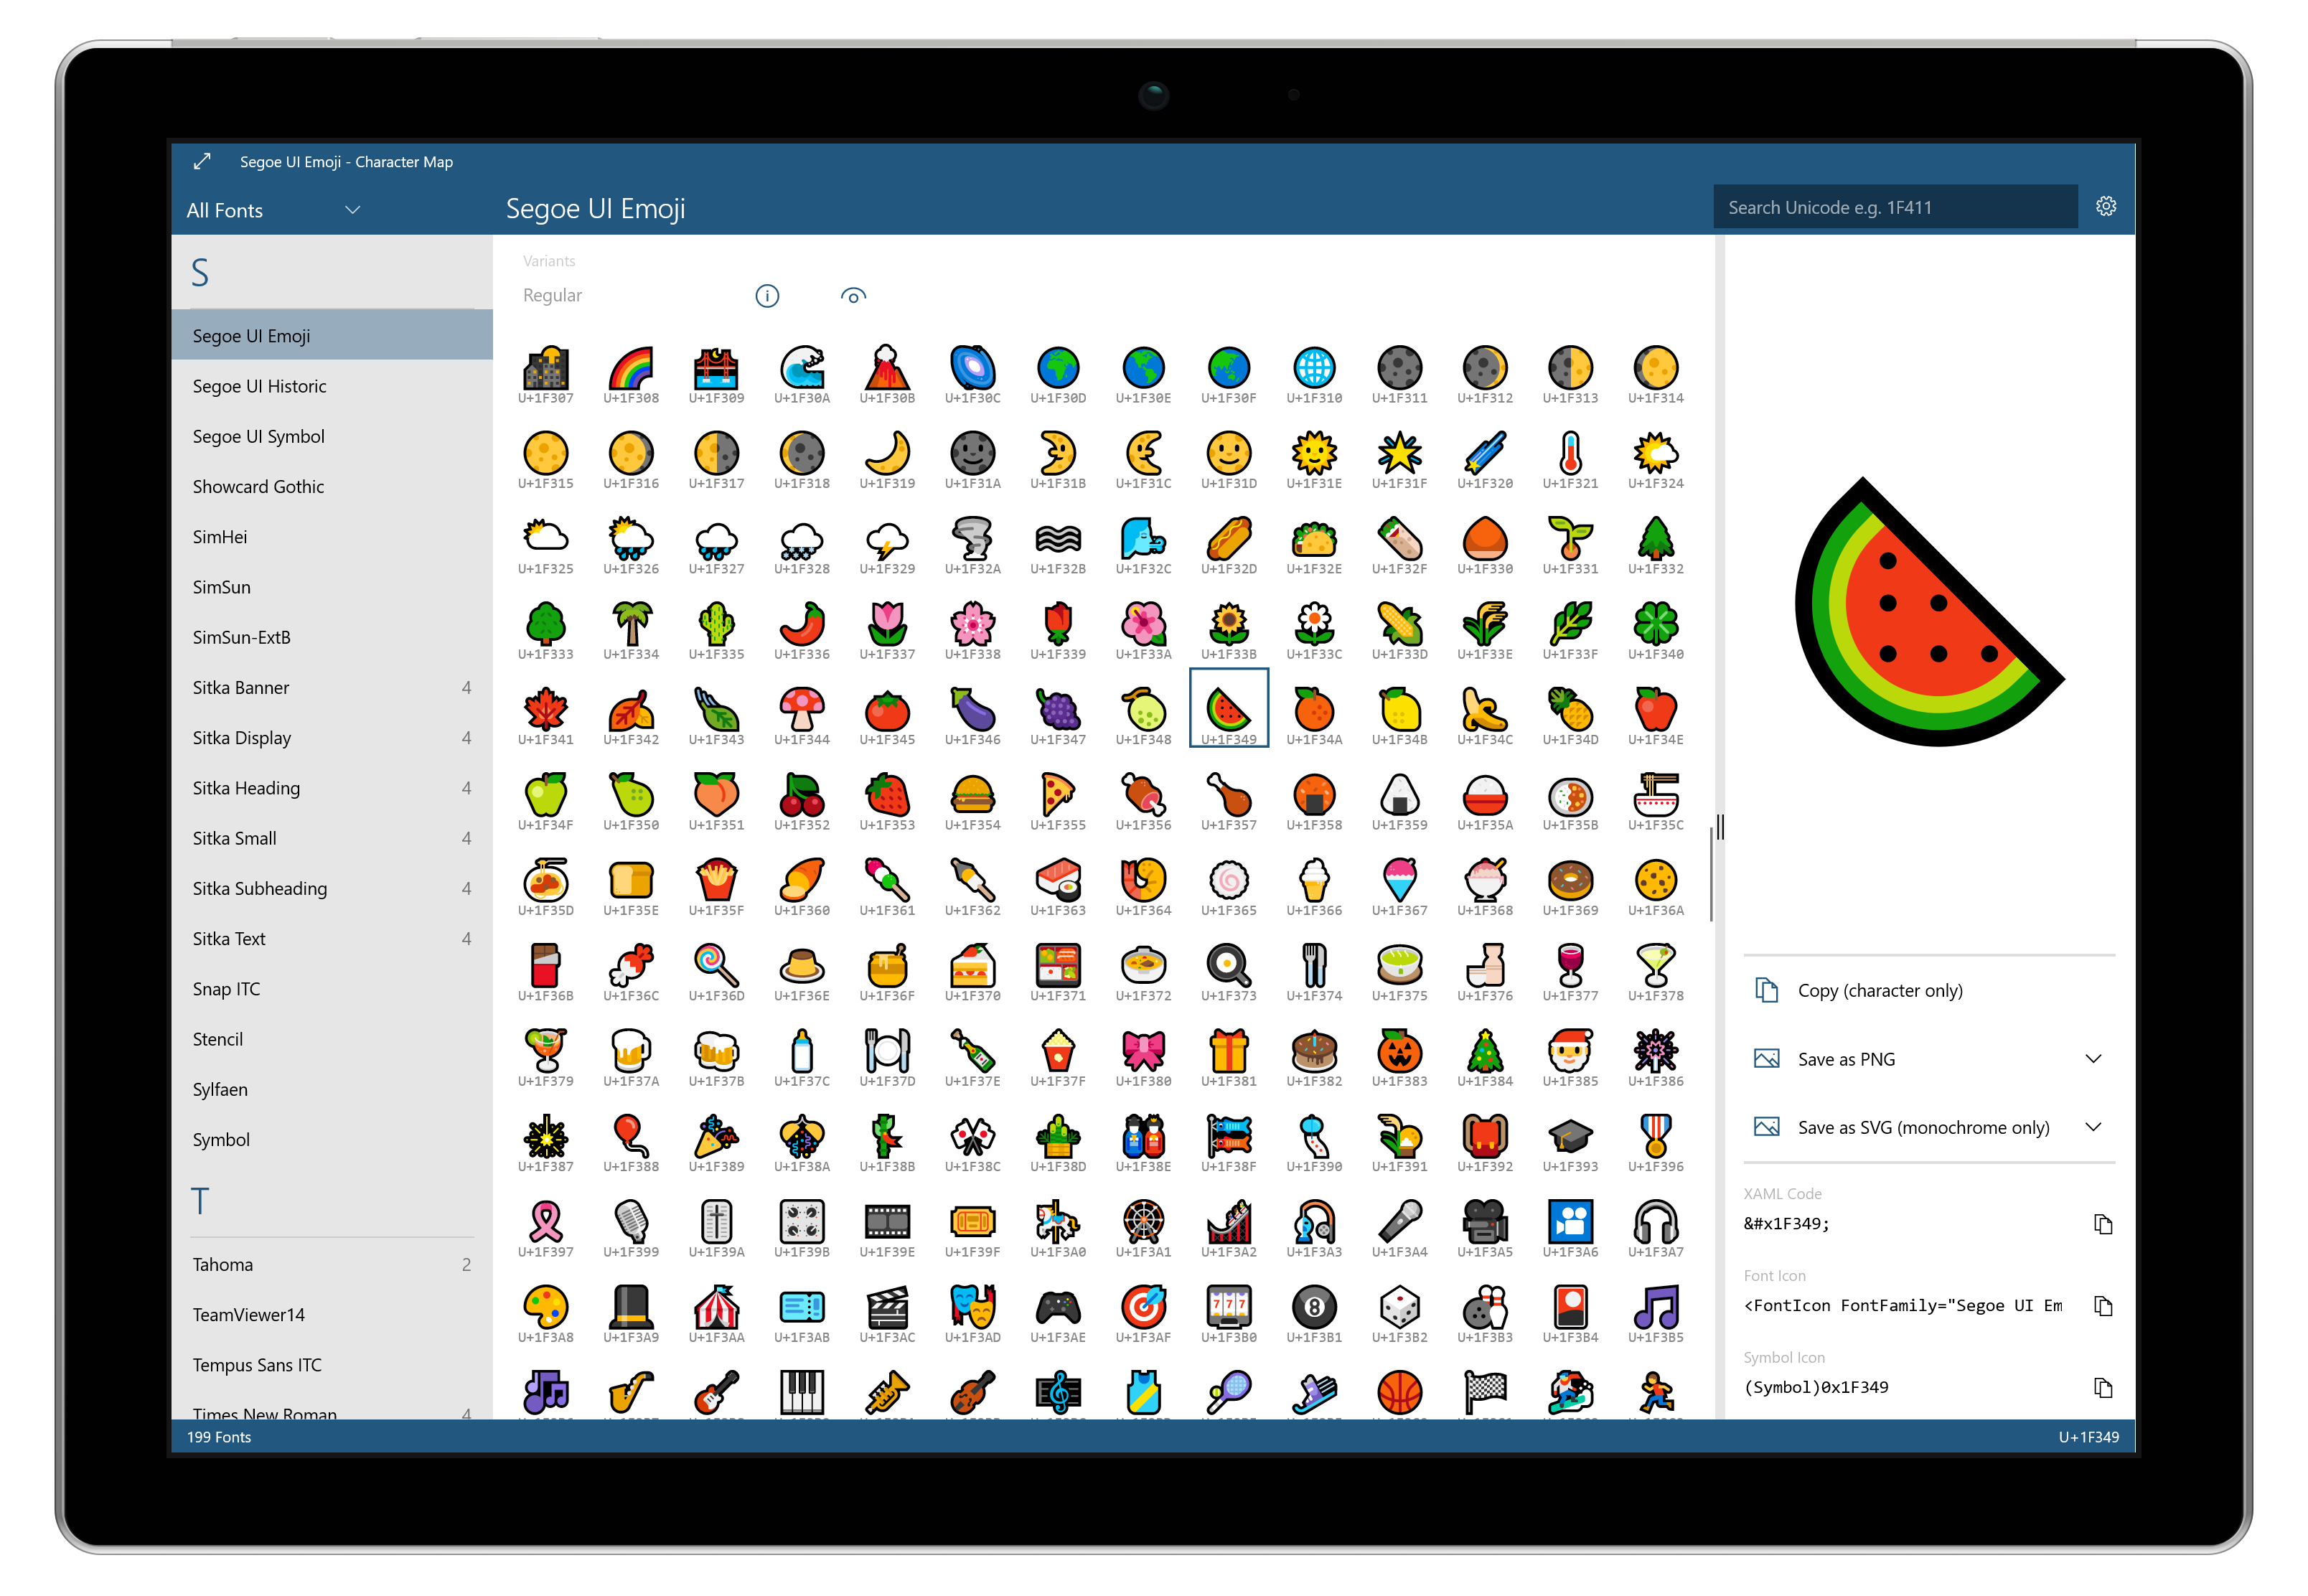 Segoe UI Emoji - Character Map
All Fonts
Segoe UI Emoji
Search Unicode e.g. 1F411
S
Segoe UI Emoji
Segoe UI Historic
Segoe UI Symbol
Showcard Gothic
SimHei
SimSun
SimSun-ExtB
Sitka Banner 4
Sitka Display 4
Sitka Heading 4
Sitka Small 4
Sitka Subheading 4
Sitka Text 4
Snap ITC
Stencil
Sylfaen
Symbol
T
Tahoma 2
TeamViewer14
Tempus Sans ITC
Times New Roman 4
Variants
Regular
U+1F307 U+1F308 U+1F309 U+1F30A U+1F30B U+1F30C U+1F30D U+1F30E U+1F30F U+1F310 U+1F311 U+1F312 U+1F313 U+1F314
U+1F315 U+1F316 U+1F317 U+1F318 U+1F319 U+1F31A U+1F31B U+1F31C U+1F31D U+1F31E U+1F31F U+1F320 U+1F321 U+1F324
U+1F325 U+1F326 U+1F327 U+1F328 U+1F329 U+1F32A U+1F32B U+1F32C U+1F32D U+1F32E U+1F32F U+1F330 U+1F331 U+1F332
U+1F333 U+1F334 U+1F335 U+1F336 U+1F337 U+1F338 U+1F339 U+1F33A U+1F33B U+1F33C U+1F33D U+1F33E U+1F33F U+1F340
U+1F341 U+1F342 U+1F343 U+1F344 U+1F345 U+1F346 U+1F347 U+1F348 U+1F349 U+1F34A U+1F34B U+1F34C U+1F34D U+1F34E
U+1F34F U+1F350 U+1F351 U+1F352 U+1F353 U+1F354 U+1F355 U+1F356 U+1F357 U+1F358 U+1F359 U+1F35A U+1F35B U+1F35C
U+1F35D U+1F35E U+1F35F U+1F360 U+1F361 U+1F362 U+1F363 U+1F364 U+1F365 U+1F366 U+1F367 U+1F368 U+1F369 U+1F36A
U+1F36B U+1F36C U+1F36D U+1F36E U+1F36F U+1F370 U+1F371 U+1F372 U+1F373 U+1F374 U+1F375 U+1F376 U+1F377 U+1F378
U+1F379 U+1F37A U+1F37B U+1F37C U+1F37D U+1F37E U+1F37F U+1F380 U+1F381 U+1F382 U+1F383 U+1F384 U+1F385 U+1F386
U+1F387 U+1F388 U+1F389 U+1F38A U+1F38B U+1F38C U+1F38D U+1F38E U+1F38F U+1F390 U+1F391 U+1F392 U+1F393 U+1F396
U+1F397 U+1F399 U+1F39A U+1F39B U+1F39E U+1F39F U+1F3A0 U+1F3A1 U+1F3A2 U+1F3A3 U+1F3A4 U+1F3A5 U+1F3A6 U+1F3A7
U+1F3A8 U+1F3A9 U+1F3AA U+1F3AB U+1F3AC U+1F3AD U+1F3AE U+1F3AF U+1F3B0 U+1F3B1 U+1F3B2 U+1F3B3 U+1F3B4 U+1F3B5
Copy (character only)
Save as PNG
Save as SVG (monochrome only)
XAML Code
&#x1F349;
Font Icon
<FontIcon FontFamily="Segoe UI Em
Symbol Icon
(Symbol)0x1F349
199 Fonts
U+1F349